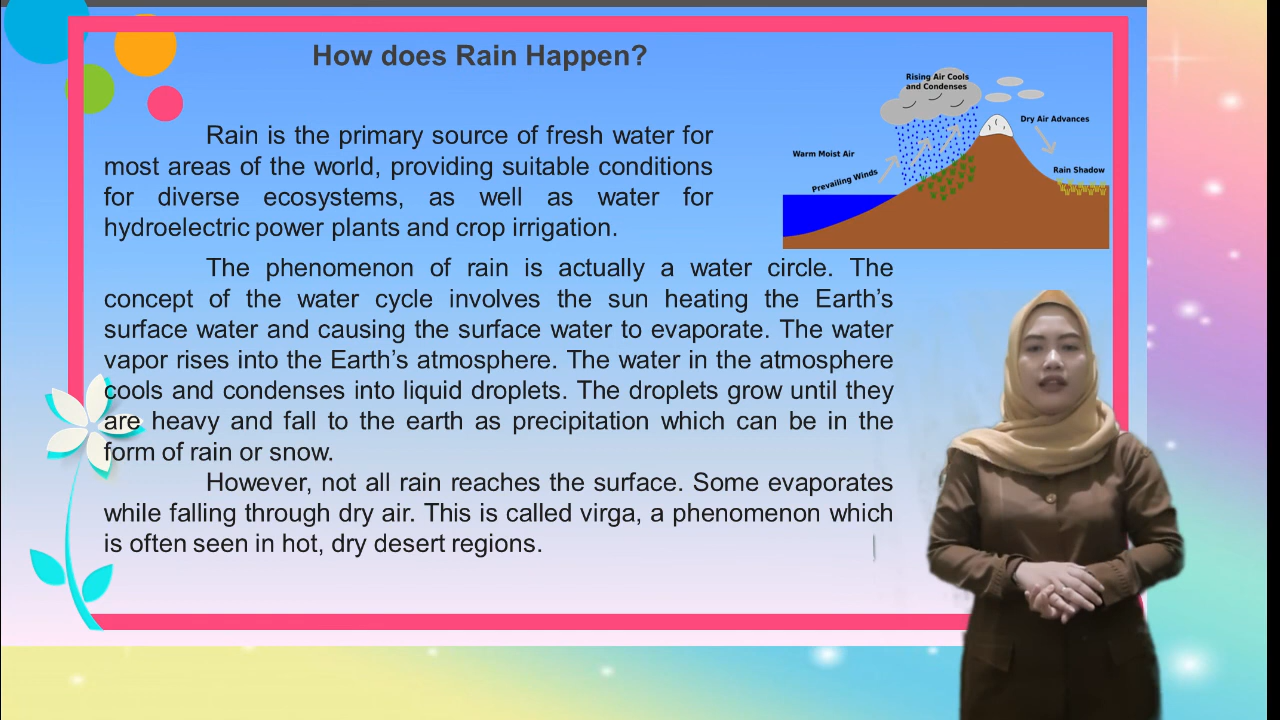 How does Rain Happen?
Rain is the primary source of fresh water for
most areas of the world, providing suitable conditions
for diverse ecosystems, as well as water for
hydroelectric power plants and crop irrigation.
Rising Air Cools
and Condenses
Dry Air Advances
Warm Moist Air
Prevailing Winds
Rain Shadow
The phenomenon of rain is actually a water circle. The
concept of the water cycle involves the sun heating the Earth’s
surface water and causing the surface water to evaporate. The water
vapor rises into the Earth’s atmosphere. The water in the atmosphere
cools and condenses into liquid droplets. The droplets grow until they
are heavy and fall to the earth as precipitation which can be in the
form of rain or snow.
However, not all rain reaches the surface. Some evaporates
while falling through dry air. This is called virga, a phenomenon which
is often seen in hot, dry desert regions.